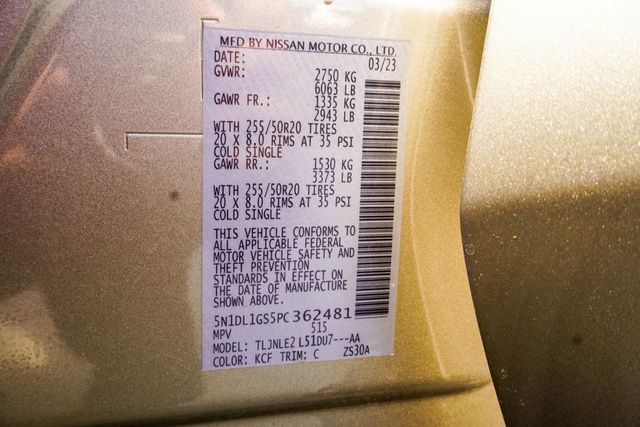 MFD BY NISSAN MOTOR CO., LTD.
DATE: 03/23
GVWR: 2750 KG
6063 LB
GAWR FR.: 1335 KG
2943 LB
WITH 255/50R20 TIRES
20 X 8.0 RIMS AT 35 PSI
COLD SINGLE
GAWR RR.: 1530 KG
3373 LB
WITH 255/50R20 TIRES
20 X 8.0 RIMS AT 35 PSI
COLD SINGLE
THIS VEHICLE CONFORMS TO
ALL APPLICABLE FEDERAL
MOTOR VEHICLE SAFETY AND
THEFT PREVENTION
STANDARDS IN EFFECT ON
THE DATE OF MANUFACTURE
SHOWN ABOVE.
5N1DL1GS5PC362481
MPV 515
MODEL: TLJNLE2 L51DU7---AA
COLOR: KCF TRIM: C ZS30A